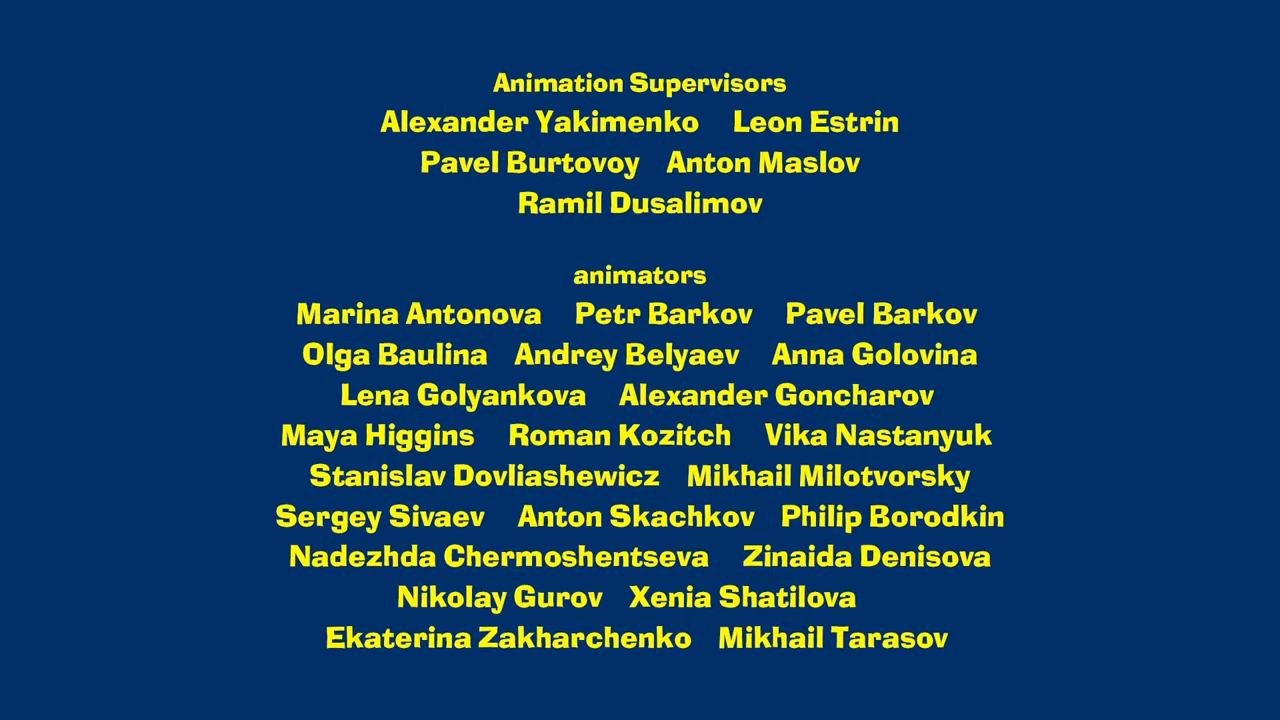 Animation Supervisors
Alexander Yakimenko Leon Estrin
Pavel Burtovoy Anton Maslov
Ramil Dusalimov
animators
Marina Antonova Petr Barkov Pavel Barkov
Olga Baulina Andrey Belyaev Anna Golovina
Lena Golyankova Alexander Goncharov
Maya Higgins Roman Kozitch Vika Nastanyuk
Stanislav Dovliashewicz Mikhail Milotvorsky
Sergey Sivaev Anton Skachkov Philip Borodkin
Nadezhda Chermoshentseva Zinaida Denisova
Nikolay Gurov Xenia Shatilova
Ekaterina Zakharchenko Mikhail Tarasov